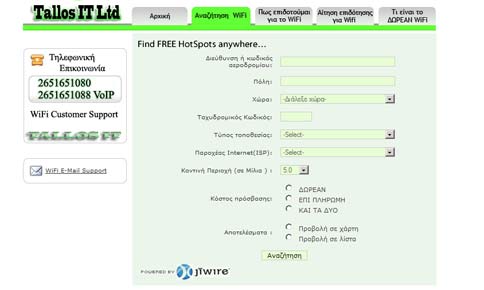 Tallos IT Ltd
Αρχική
Αναζήτηση WiFi
Πως επιδοτούμαι
για το WiFi
Αίτηση επιδότησης
για Wifi
Τι είναι το
ΔΩΡΕΑΝ WiFi
Τηλεφωνική
Επικοινωνία
2651651080
2651651088 VoIP
WiFi Customer Support
TALLOS IT
WiFi E-Mail Support
Find FREE HotSpots anywhere...
Διεύθυνση ή κωδικός
αεροδρομίου:
Πόλη:
Χώρα:
-Διάλεξε χώρα-
Ταχυδρομικός Κωδικός:
Τύπος τοποθεσίας:
-Select-
Παροχέας Internet(ISP):
-Select-
Κοντινή Περιοχή (σε Μίλια ):
5.0
Κόστος πρόσβασης:
ΔΩΡΕΑΝ
ΕΠΙ ΠΛΗΡΩΜΗ
ΚΑΙ ΤΑ ΔΥΟ
Αποτελέσματα :
Προβολή σε χάρτη
Προβολή σε λίστα
Αναζήτηση
POWERED BY jiwire